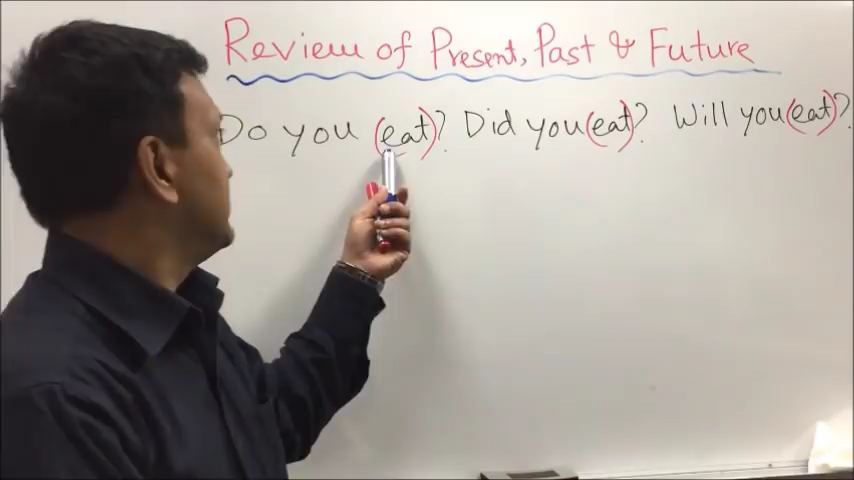 Review of Present, Past & Future
Do you (eat)? Did you (eat)? Will you (eat)?